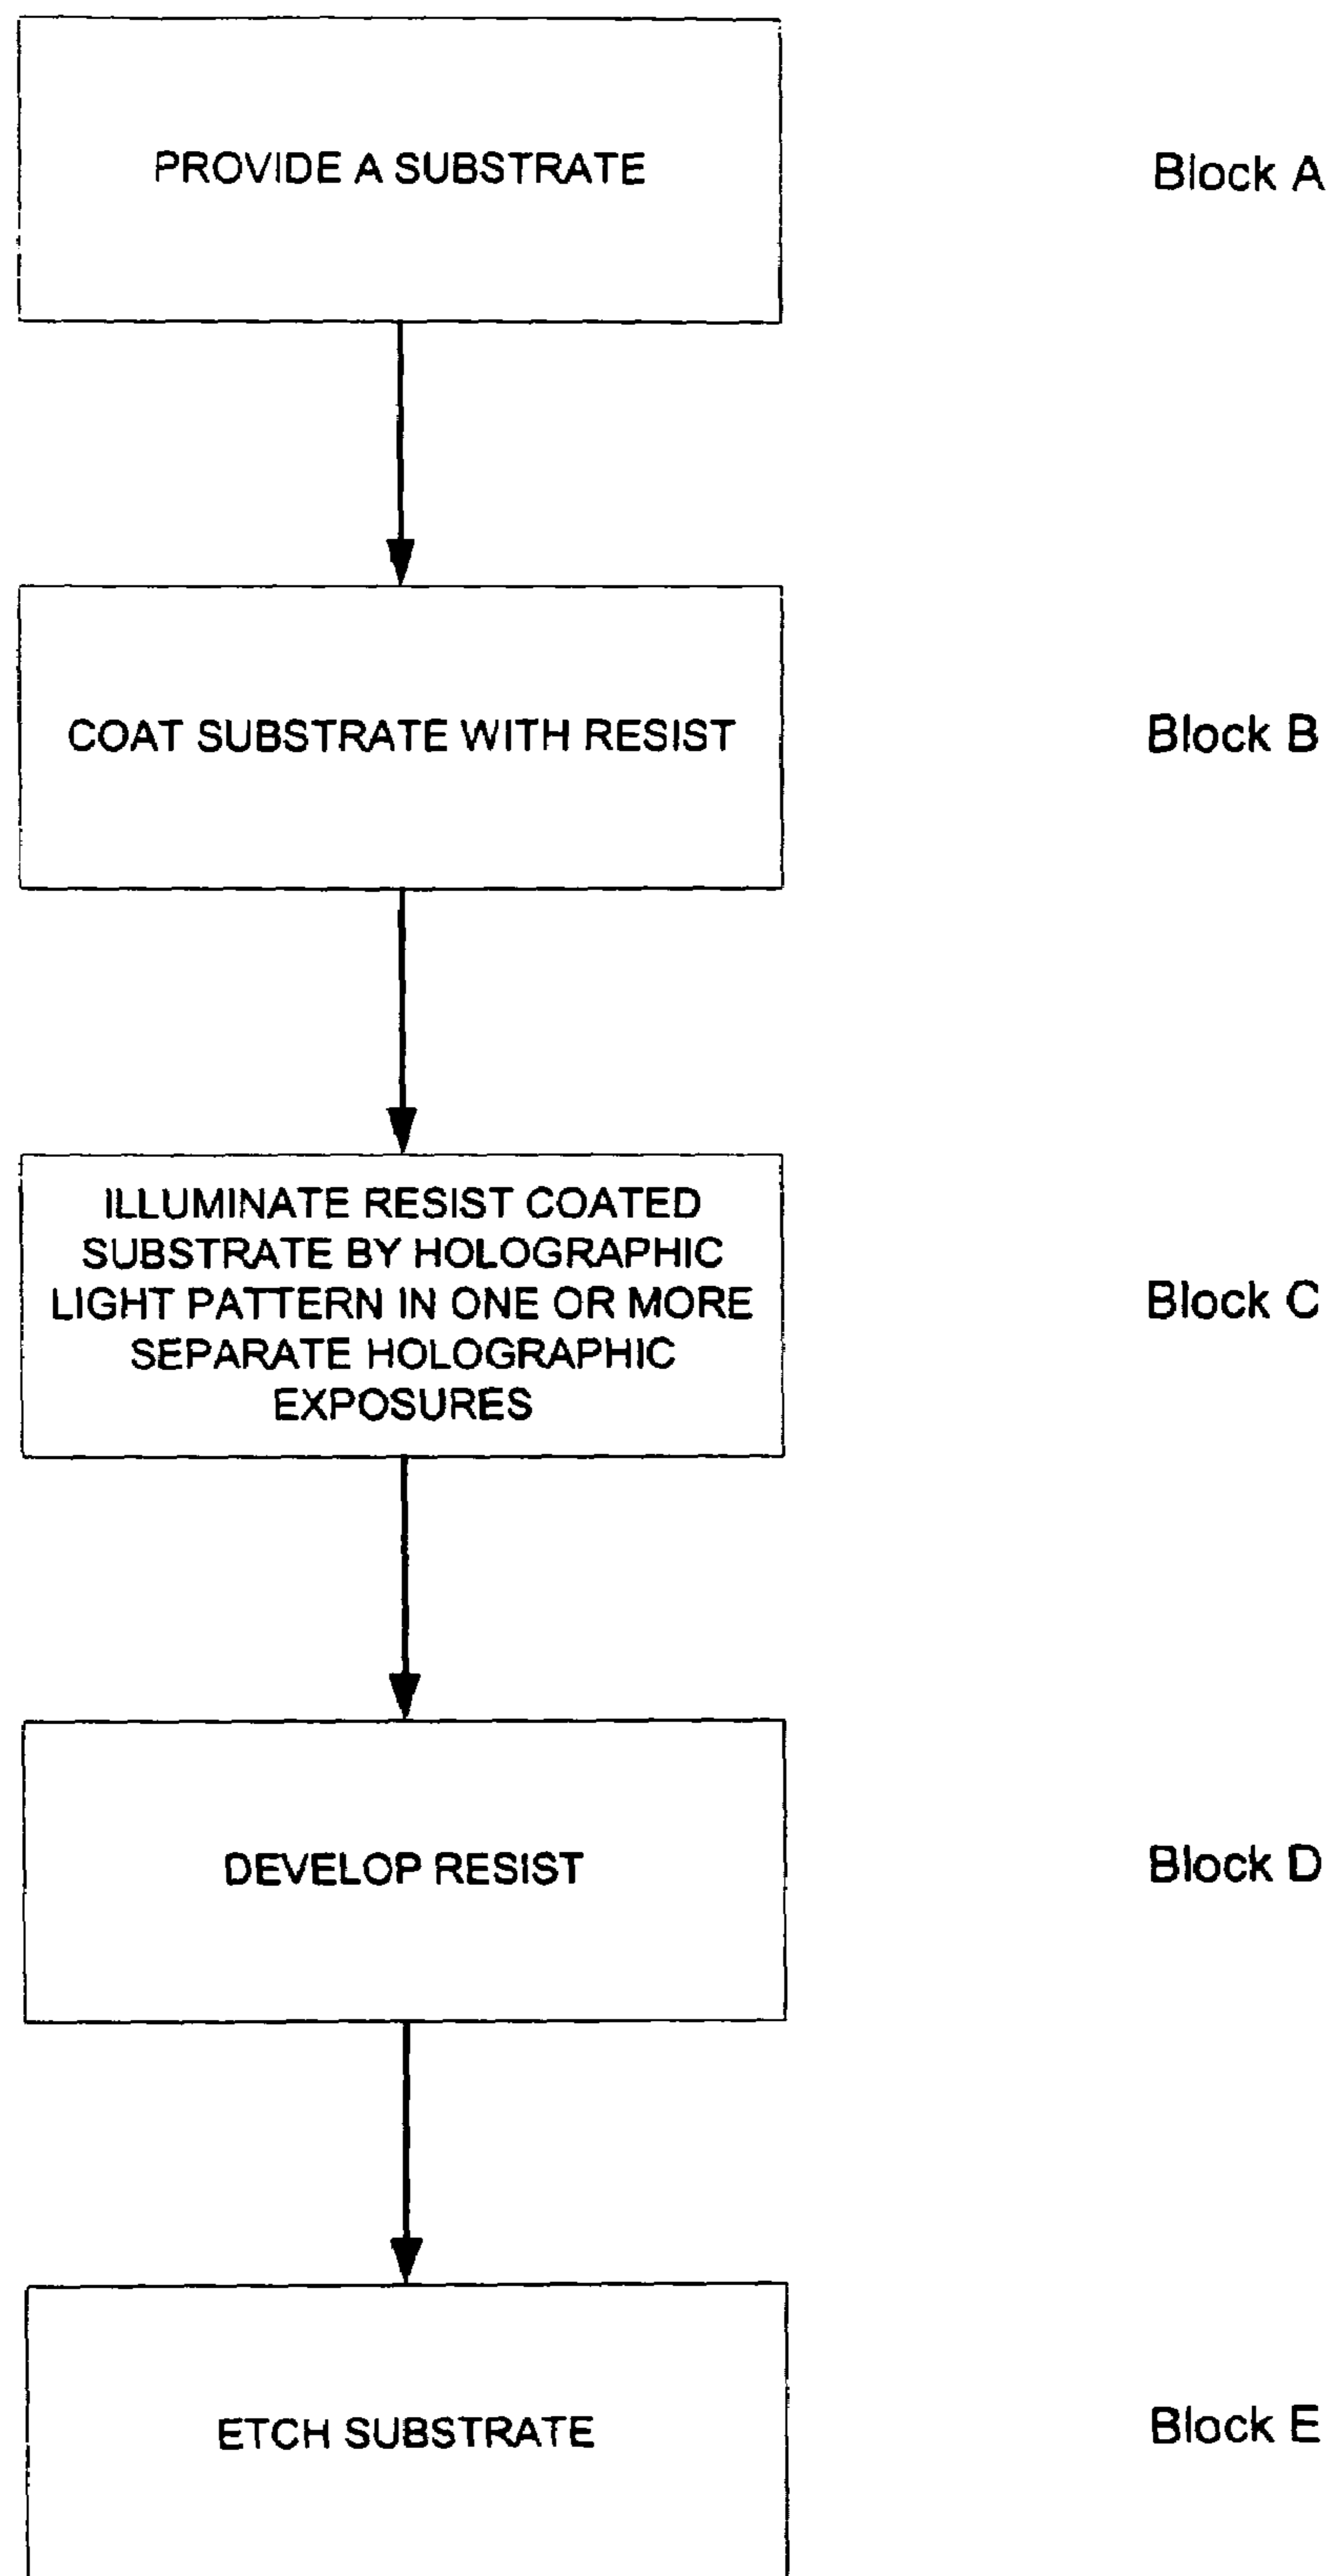 PROVIDE A SUBSTRATE
Block A
COAT SUBSTRATE WITH RESIST
Block B
ILLUMINATE RESIST COATED
SUBSTRATE BY HOLOGRAPHIC
LIGHT PATTERN IN ONE OR MORE
SEPARATE HOLOGRAPHIC
EXPOSURES
Block C
DEVELOP RESIST
Block D
ETCH SUBSTRATE
Block E